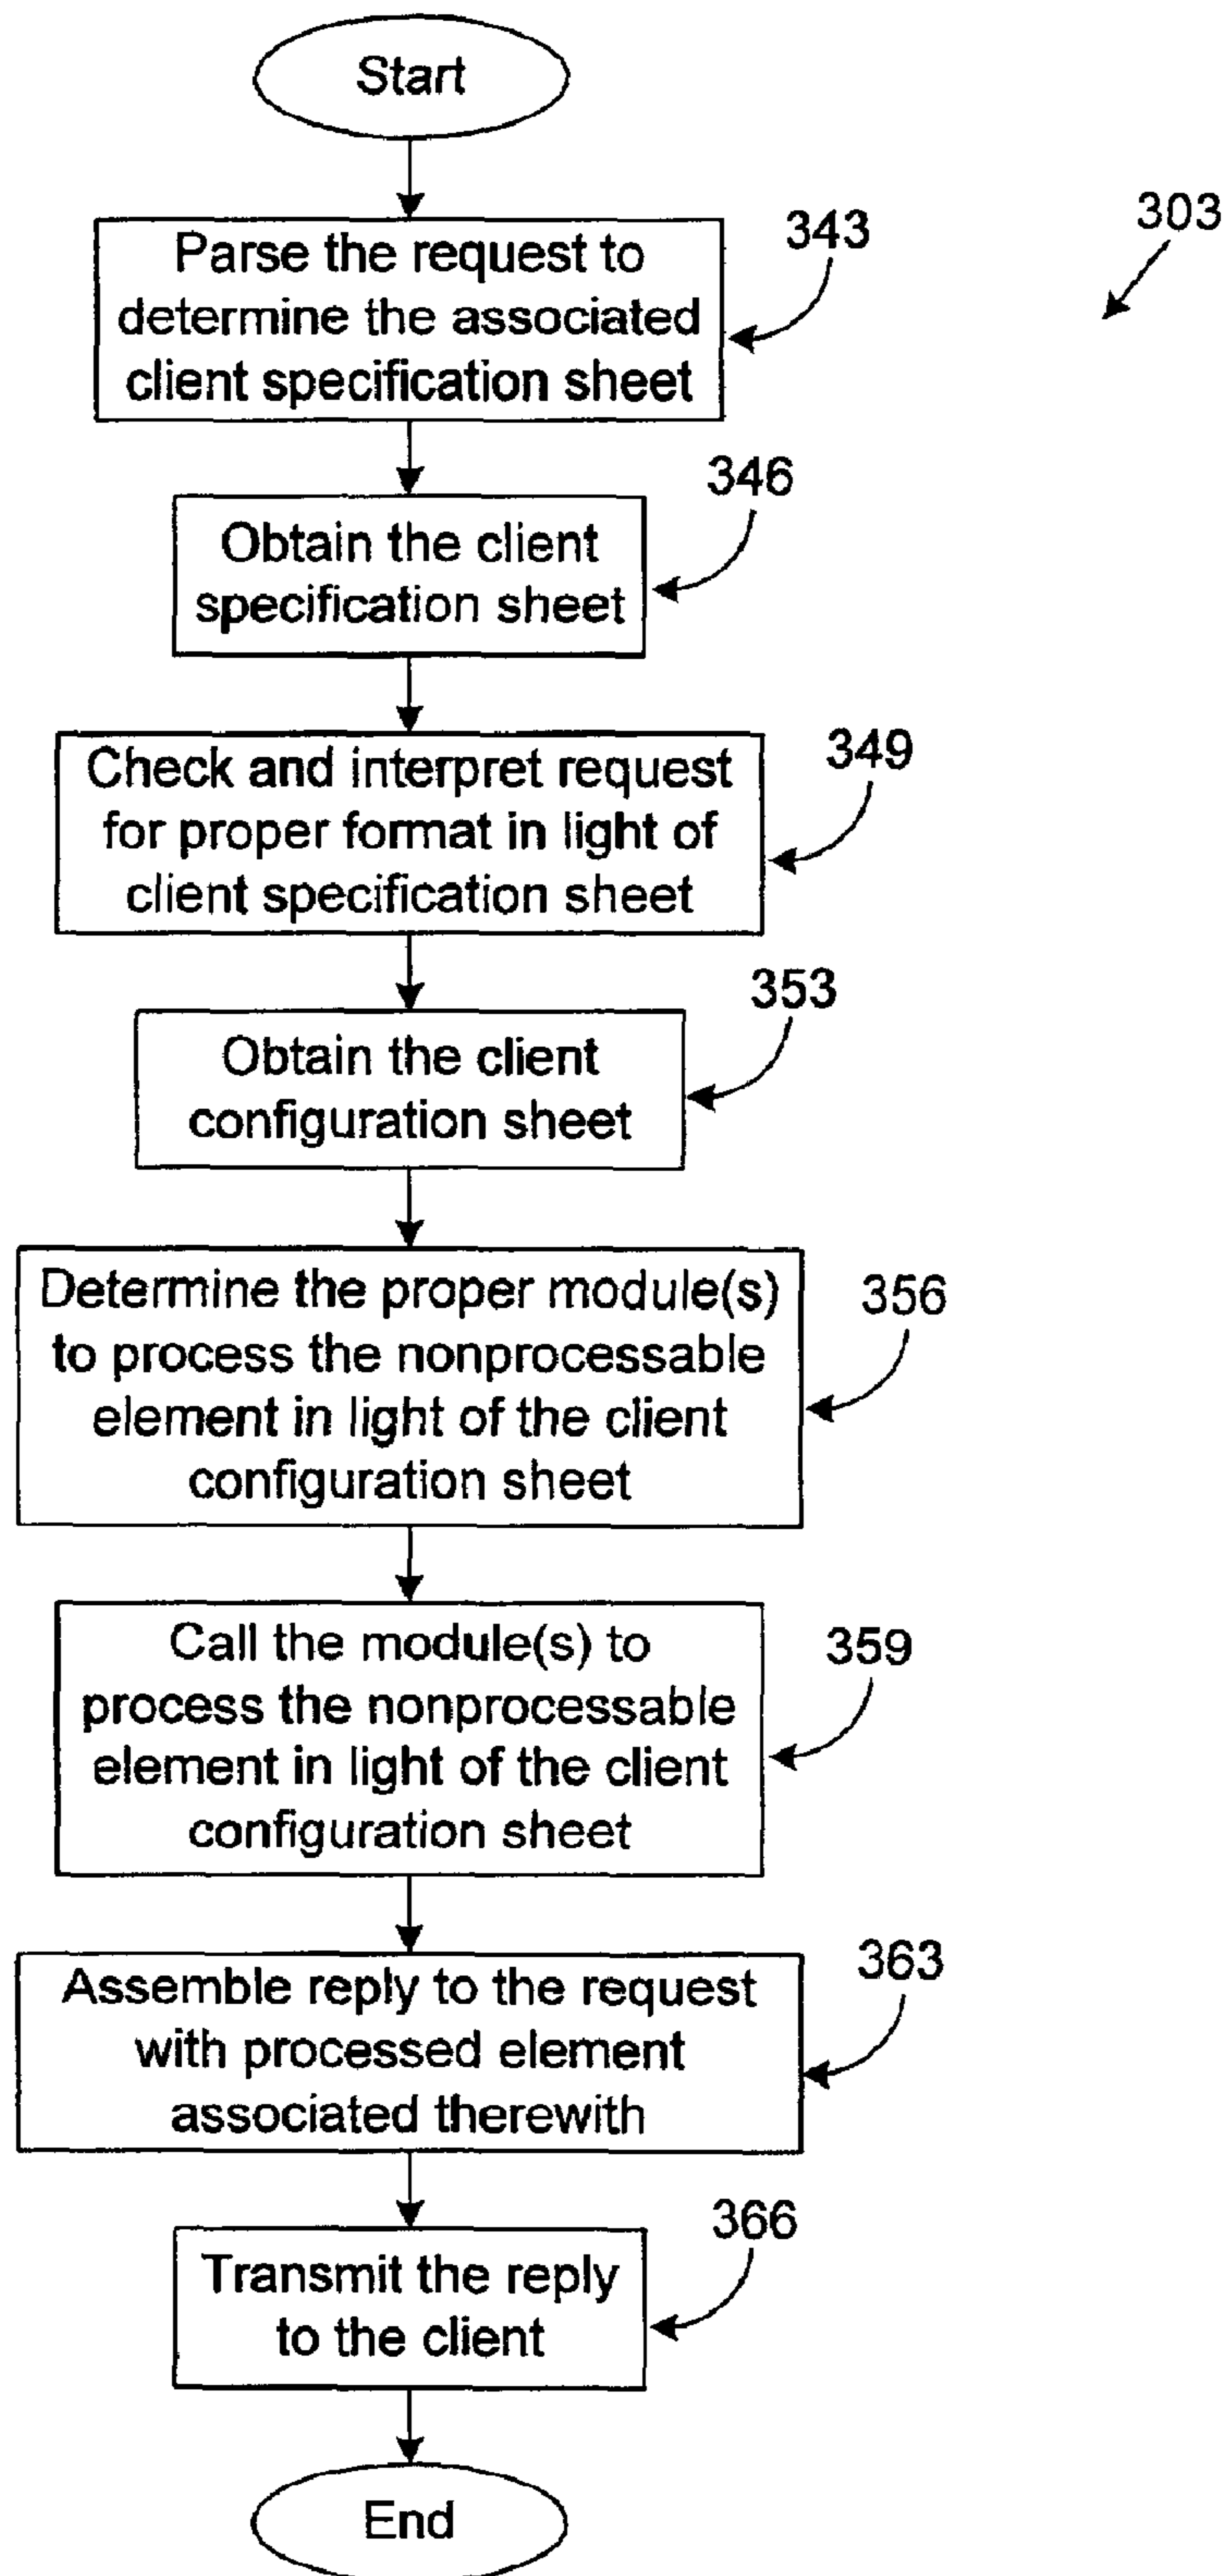 Start
303
343
Parse the request to
determine the associated
client specification sheet
346
Obtain the client
specification sheet
349
Check and interpret request
for proper format in light of
client specification sheet
353
Obtain the client
configuration sheet
356
Determine the proper module(s)
to process the nonprocessable
element in light of the client
configuration sheet
359
Call the module(s) to
process the nonprocessable
element in light of the client
configuration sheet
363
Assemble reply to the request
with processed element
associated therewith
366
Transmit the reply
to the client
End